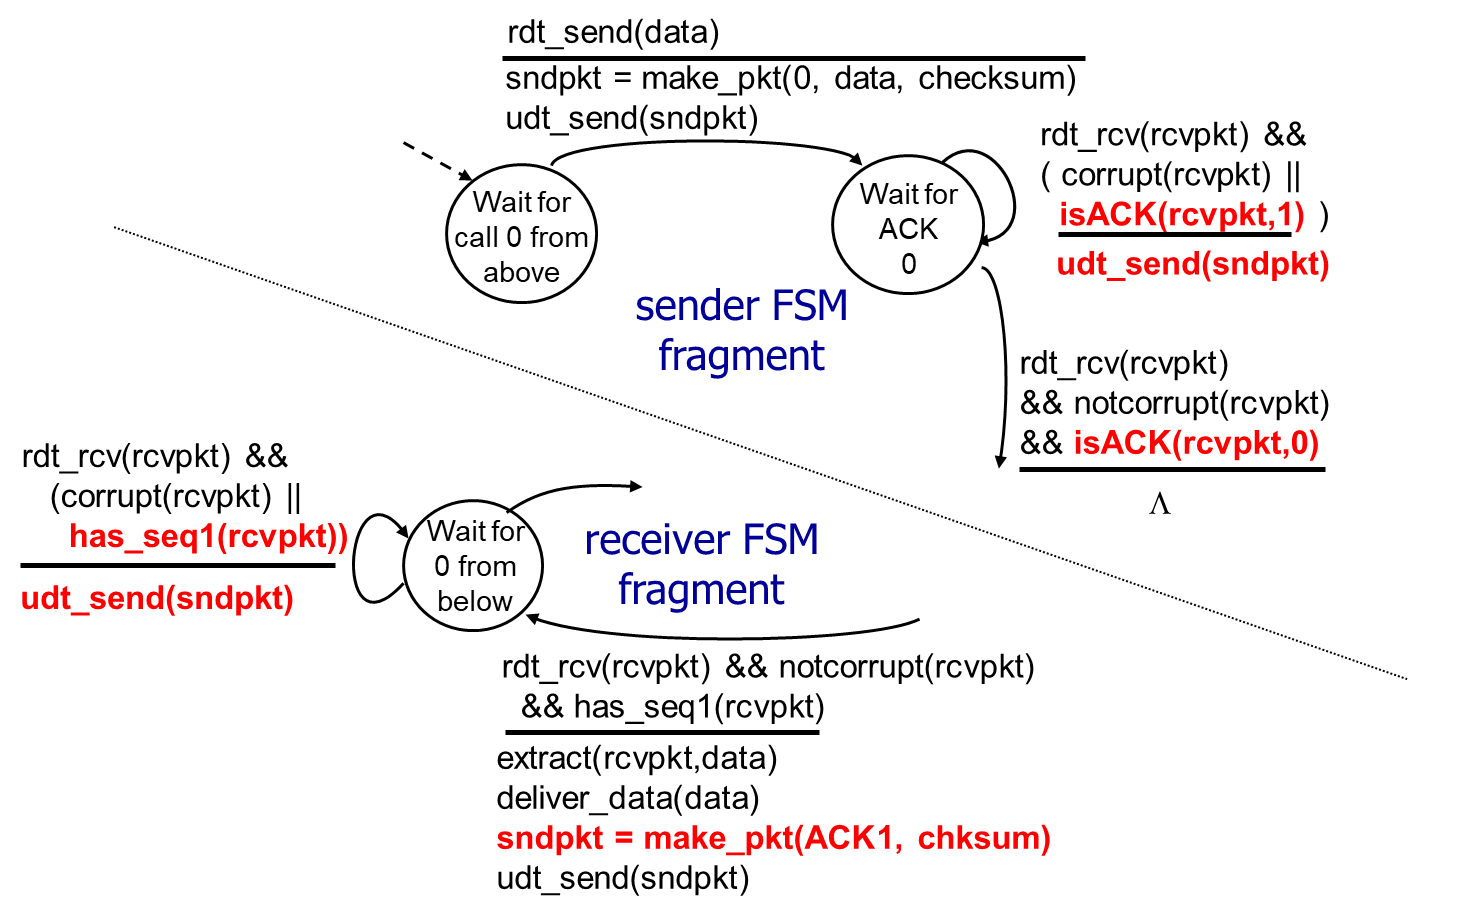 rdt_send(data)
sndpkt = make_pkt(0, data, checksum)
udt_send(sndpkt)
Wait for
call 0 from
above
Wait for
ACK
0
rdt_rcv(rcvpkt) &&
( corrupt(rcvpkt) ||
isACK(rcvpkt,1) )
udt_send(sndpkt)
sender FSM
fragment
rdt_rcv(rcvpkt)
&& notcorrupt(rcvpkt)
&& isACK(rcvpkt,0)
Λ
rdt_rcv(rcvpkt) &&
(corrupt(rcvpkt) ||
has_seq1(rcvpkt))
udt_send(sndpkt)
Wait for
0 from
below
receiver FSM
fragment
rdt_rcv(rcvpkt) && notcorrupt(rcvpkt)
&& has_seq1(rcvpkt)
extract(rcvpkt,data)
deliver_data(data)
sndpkt = make_pkt(ACK1, chksum)
udt_send(sndpkt)